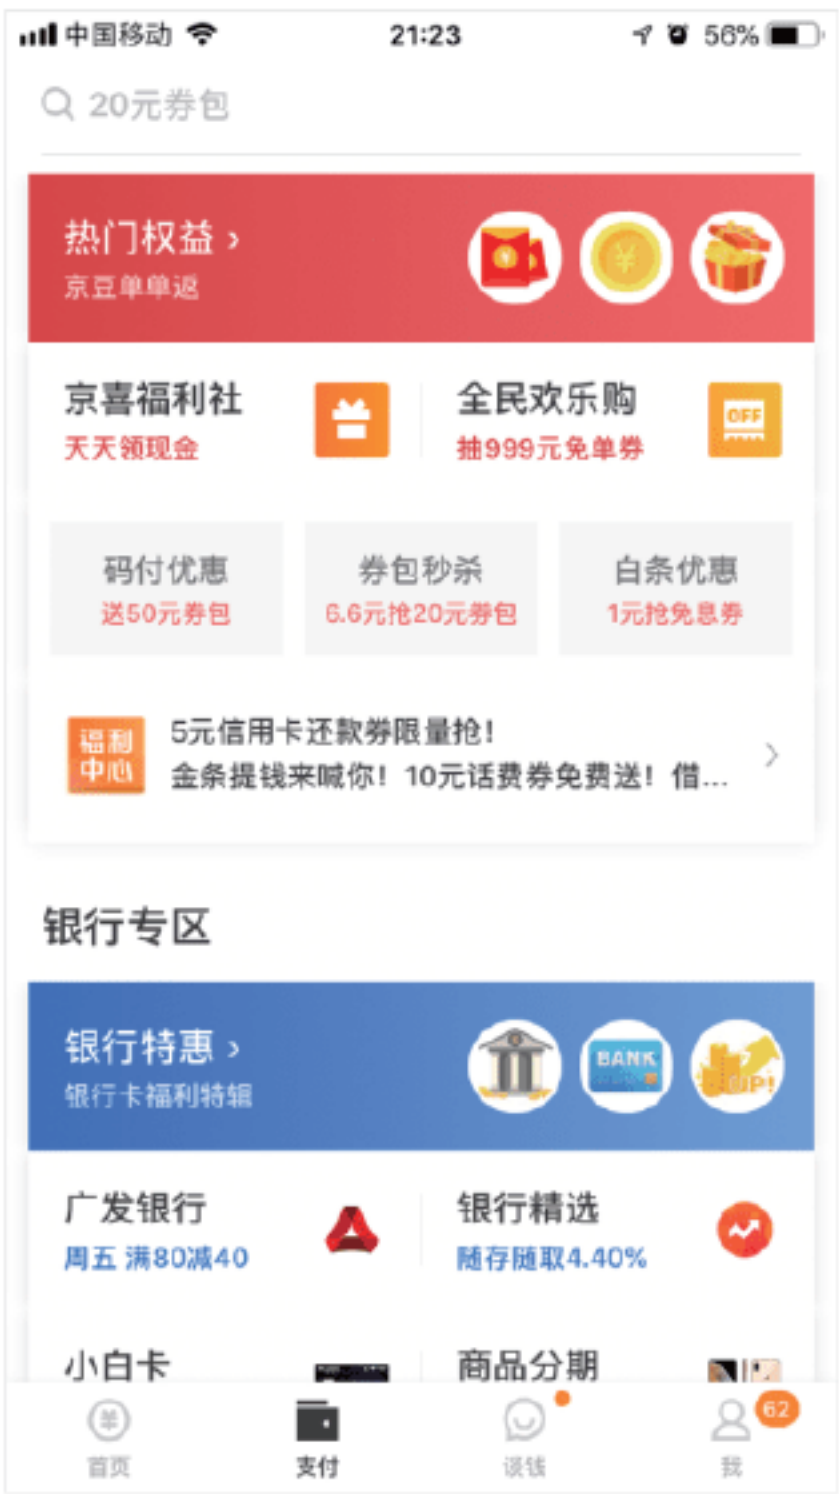 中国移动 21:23 56%
20元券包
热门权益 ›
京豆单单返
京喜福利社
天天领现金
全民欢乐购
抽999元免单券
OFF
码付优惠
送50元券包
券包秒杀
6.6元抢20元券包
白条优惠
1元抢免息券
福利
中心
5元信用卡还款券限量抢！
金条提钱来喊你！10元话费券免费送！借...
银行专区
银行特惠 ›
银行卡福利特辑
BANK
UP!
广发银行
周五 满80减40
银行精选
随存随取4.40%
小白卡
商品分期
62
首页
支付
谈钱
我